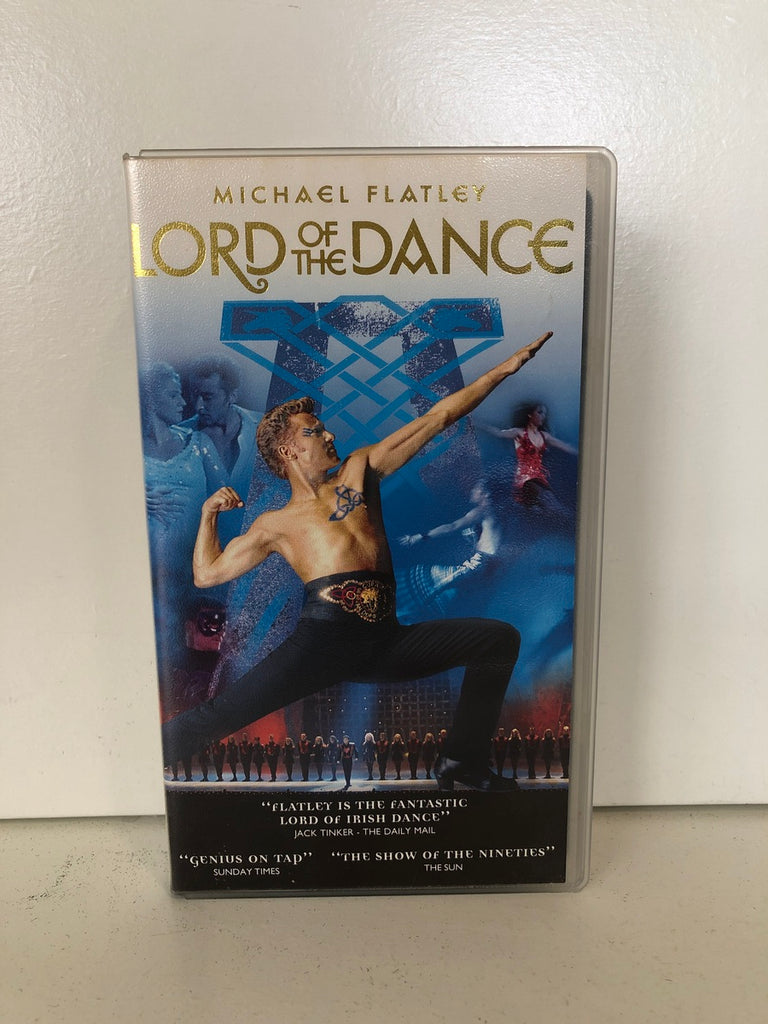 MICHAEL FLATLEY
LORD OF THE DANCE
“FLATLEY IS THE FANTASTIC
LORD OF IRISH DANCE”
JACK TINKER - THE DAILY MAIL
“GENIUS ON TAP” “THE SHOW OF THE NINETIES”
SUNDAY TIMES THE SUN